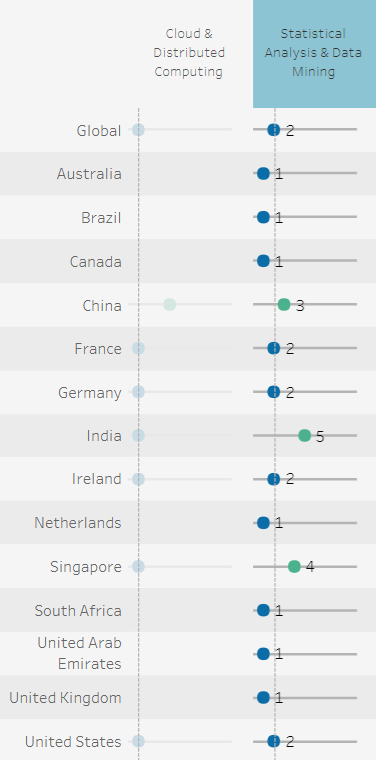 Cloud &
Distributed
Computing
Statistical
Analysis & Data
Mining
Global 2
Australia 1
Brazil 1
Canada 1
China 3
France 2
Germany 2
India 5
Ireland 2
Netherlands 1
Singapore 4
South Africa 1
United Arab
Emirates 1
United Kingdom 1
United States 2